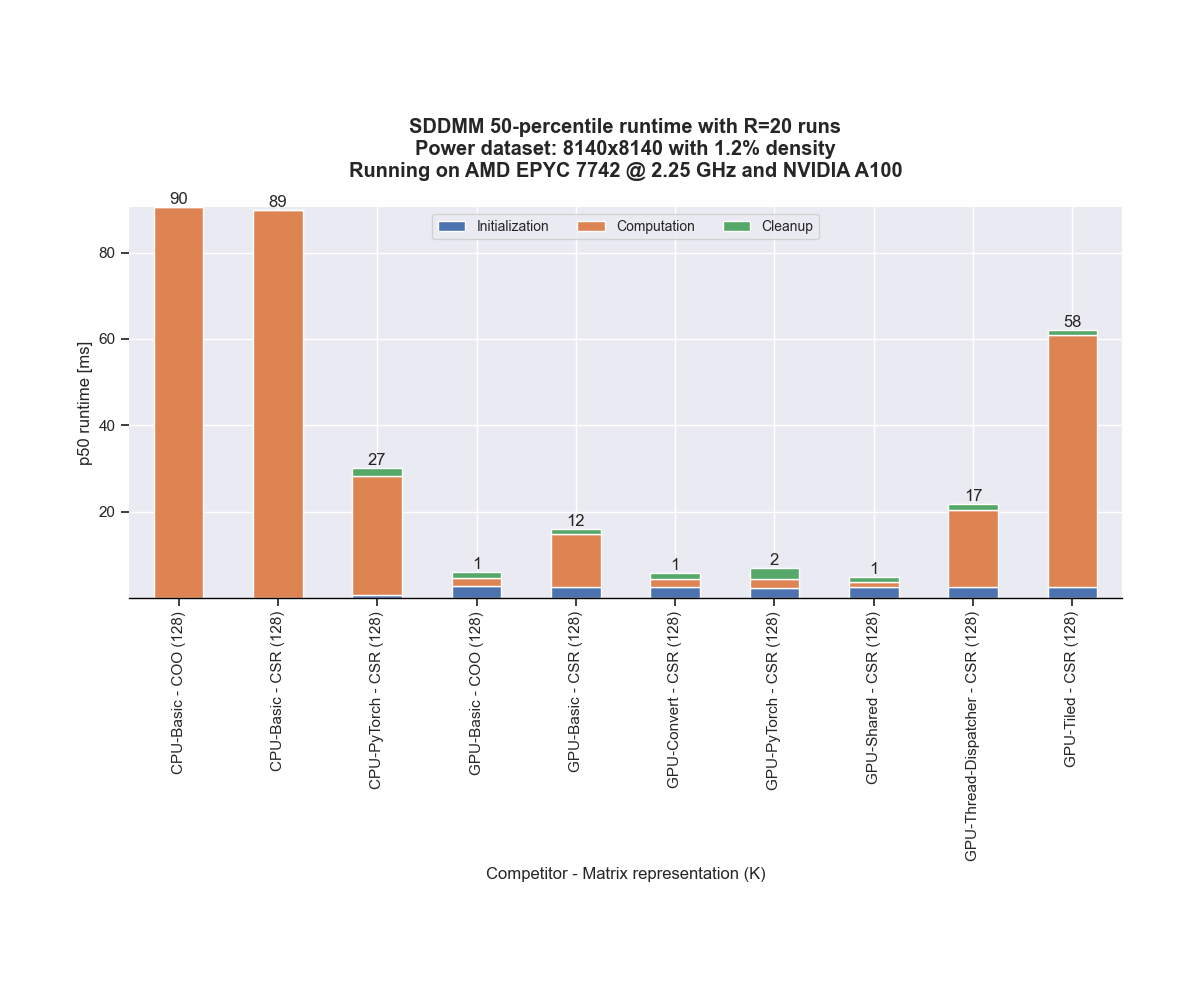 SDDMM 50-percentile runtime with R=20 runs
Power dataset: 8140x8140 with 1.2% density
Running on AMD EPYC 7742 @ 2.25 GHz and NVIDIA A100
90
89
27
1
12
1
2
1
17
58
Initialization
Computation
Cleanup
p50 runtime [ms]
80
60
40
20
CPU-Basic - COO (128)
CPU-Basic - CSR (128)
CPU-PyTorch - CSR (128)
GPU-Basic - COO (128)
GPU-Basic - CSR (128)
GPU-Convert - CSR (128)
GPU-PyTorch - CSR (128)
GPU-Shared - CSR (128)
GPU-Thread-Dispatcher - CSR (128)
GPU-Tiled - CSR (128)
Competitor - Matrix representation (K)